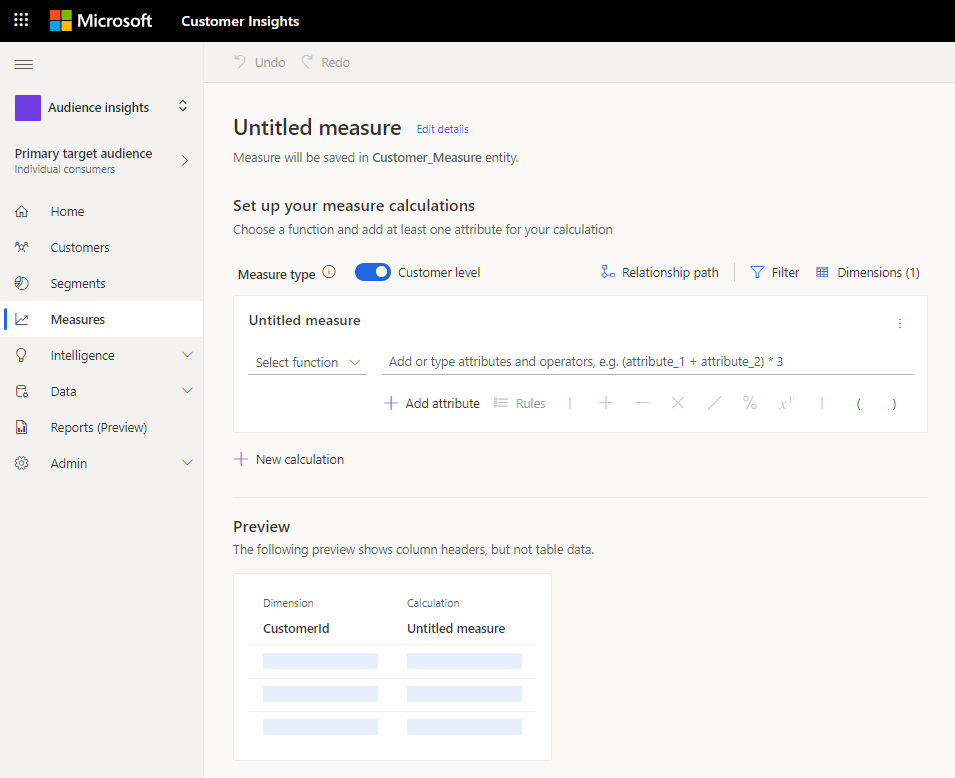 Microsoft Customer Insights
Undo Redo
Audience insights
Primary target audience
Individual consumers
Home
Customers
Segments
Measures
Intelligence
Data
Reports (Preview)
Admin
Untitled measure Edit details
Measure will be saved in Customer_Measure entity.
Set up your measure calculations
Choose a function and add at least one attribute for your calculation
Measure type Customer level Relationship path Filter Dimensions (1)
Untitled measure
Select function Add or type attributes and operators, e.g. (attribute_1 + attribute_2) * 3
+ Add attribute Rules | + — × / % xʸ | ( )
+ New calculation
Preview
The following preview shows column headers, but not table data.
Dimension Calculation
CustomerId Untitled measure